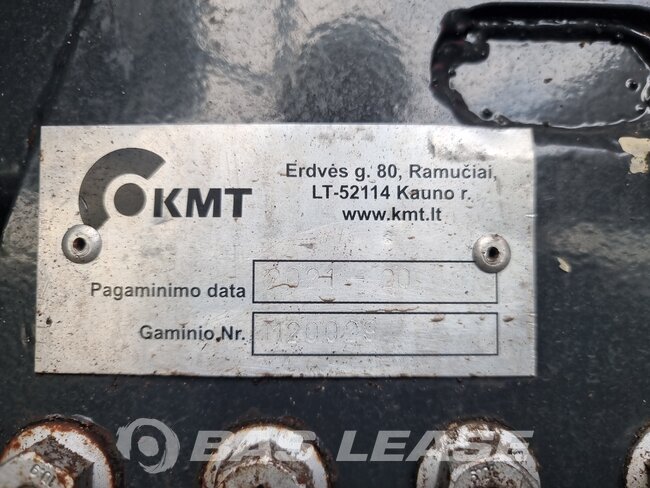 KMT
Erdvės g. 80, Ramučiai,
LT-52114 Kauno r.
www.kmt.lt
Pagaminimo data
Gaminio Nr.
BAS LEASE